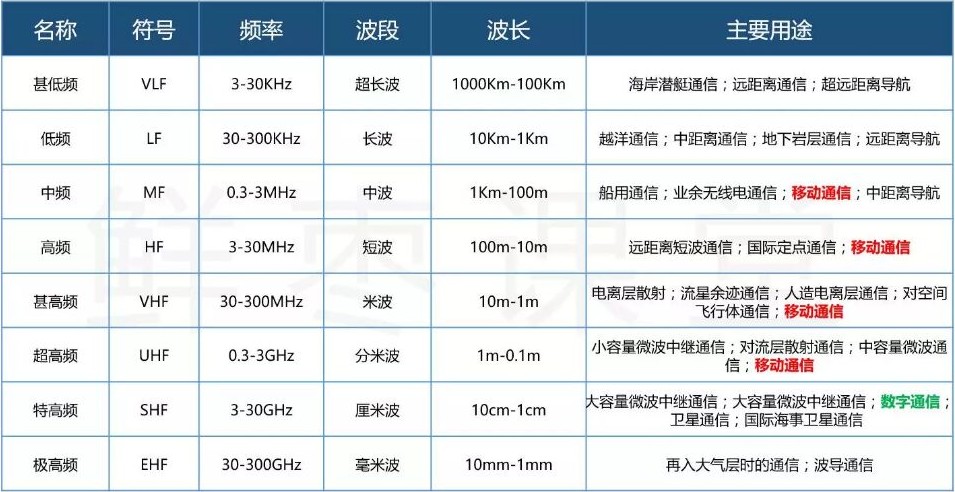 名称 符号 频率 波段 波长 主要用途
甚低频 VLF 3-30KHz 超长波 1000Km-100Km 海岸潜艇通信；远距离通信；超远距离导航
低频 LF 30-300KHz 长波 10Km-1Km 越洋通信；中距离通信；地下岩层通信；远距离导航
中频 MF 0.3-3MHz 中波 1Km-100m 船用通信；业余无线电通信；移动通信；中距离导航
高频 HF 3-30MHz 短波 100m-10m 远距离短波通信；国际定点通信；移动通信
甚高频 VHF 30-300MHz 米波 10m-1m 电离层散射；流星余迹通信；人造电离层通信；对空间
飞行体通信；移动通信
超高频 UHF 0.3-3GHz 分米波 1m-0.1m 小容量微波中继通信；对流层散射通信；中容量微波通
信；移动通信
特高频 SHF 3-30GHz 厘米波 10cm-1cm 大容量微波中继通信；大容量微波中继通信；数字通信；
卫星通信；国际海事卫星通信
极高频 EHF 30-300GHz 毫米波 10mm-1mm 再入大气层时的通信；波导通信
鲜枣课堂